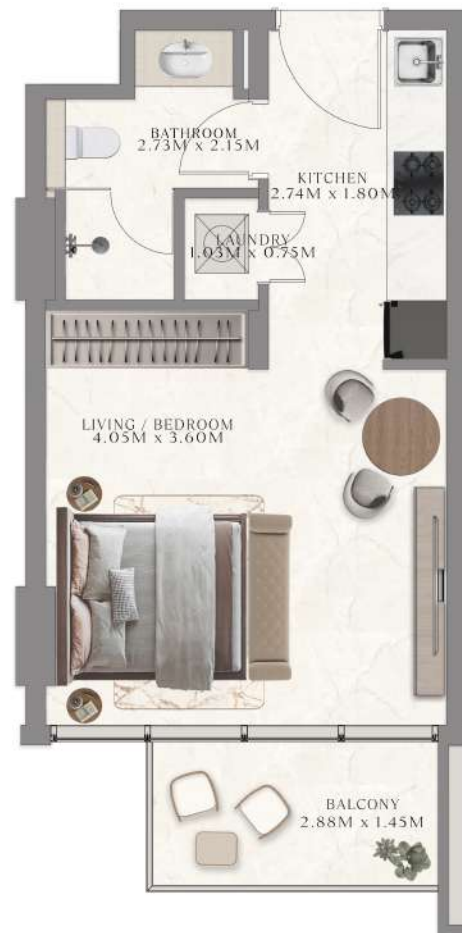 BATHROOM
2.73M x 2.15M
KITCHEN
2.74M x 1.80M
LAUNDRY
1.03M x 0.75M
LIVING / BEDROOM
4.05M x 3.60M
BALCONY
2.88M x 1.45M